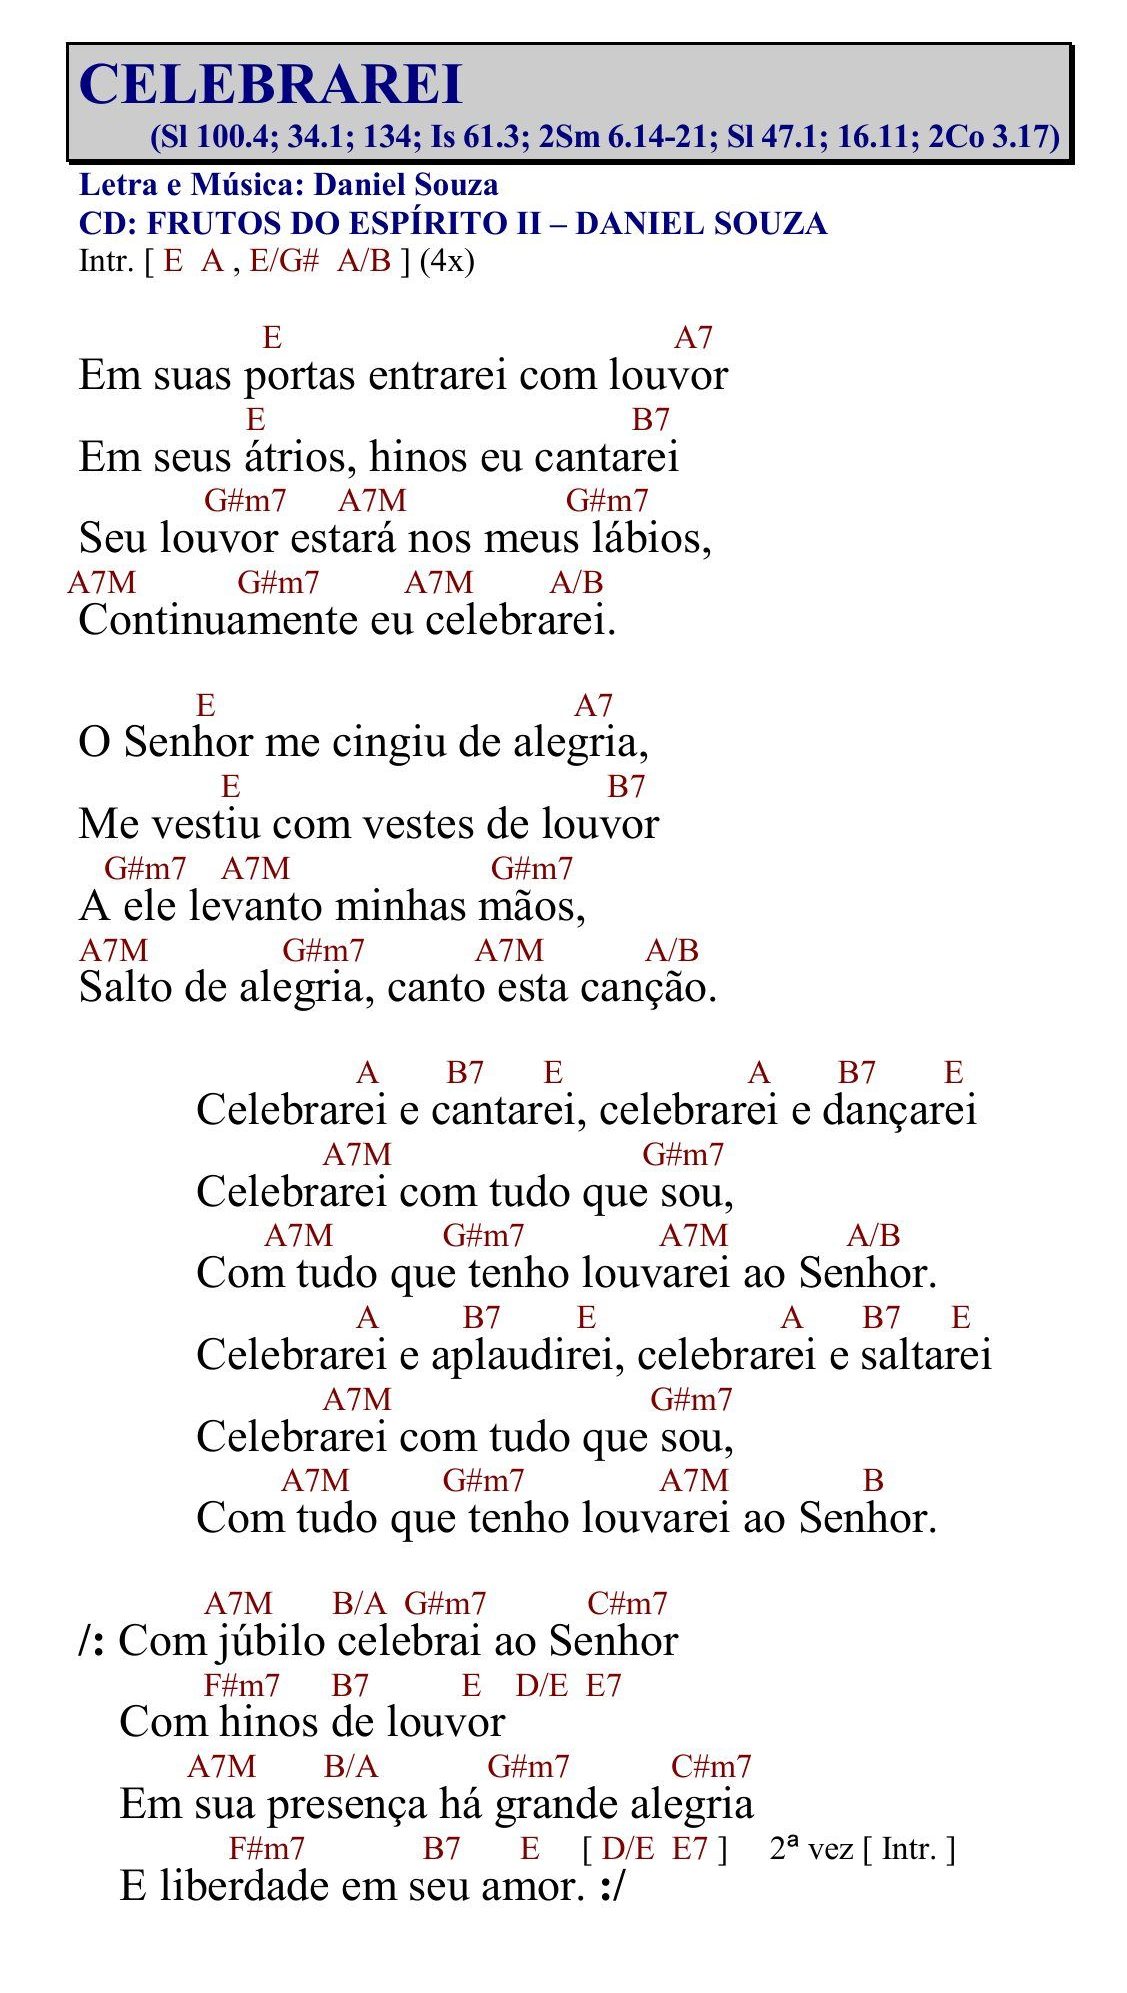 CELEBRAREI
(Sl 100.4; 34.1; 134; Is 61.3; 2Sm 6.14-21; Sl 47.1; 16.11; 2Co 3.17)
Letra e Música: Daniel Souza
CD: FRUTOS DO ESPÍRITO II – DANIEL SOUZA
Intr. [ E A , E/G# A/B ] (4x)
E A7
Em suas portas entrarei com louvor
E B7
Em seus átrios, hinos eu cantarei
G#m7 A7M G#m7
Seu louvor estará nos meus lábios,
A7M G#m7 A7M A/B
Continuamente eu celebrarei.
E A7
O Senhor me cingiu de alegria,
E B7
Me vestiu com vestes de louvor
G#m7 A7M G#m7
A ele levanto minhas mãos,
A7M G#m7 A7M A/B
Salto de alegria, canto esta canção.
A B7 E A B7 E
Celebrarei e cantarei, celebrarei e dançarei
A7M G#m7
Celebrarei com tudo que sou,
A7M G#m7 A7M A/B
Com tudo que tenho louvarei ao Senhor.
A B7 E A B7 E
Celebrarei e aplaudirei, celebrarei e saltarei
A7M G#m7
Celebrarei com tudo que sou,
A7M G#m7 A7M B
Com tudo que tenho louvarei ao Senhor.
A7M B/A G#m7 C#m7
/: Com júbilo celebrai ao Senhor
F#m7 B7 E D/E E7
Com hinos de louvor
A7M B/A G#m7 C#m7
Em sua presença há grande alegria
F#m7 B7 E [ D/E E7 ] 2ª vez [ Intr. ]
E liberdade em seu amor. :/